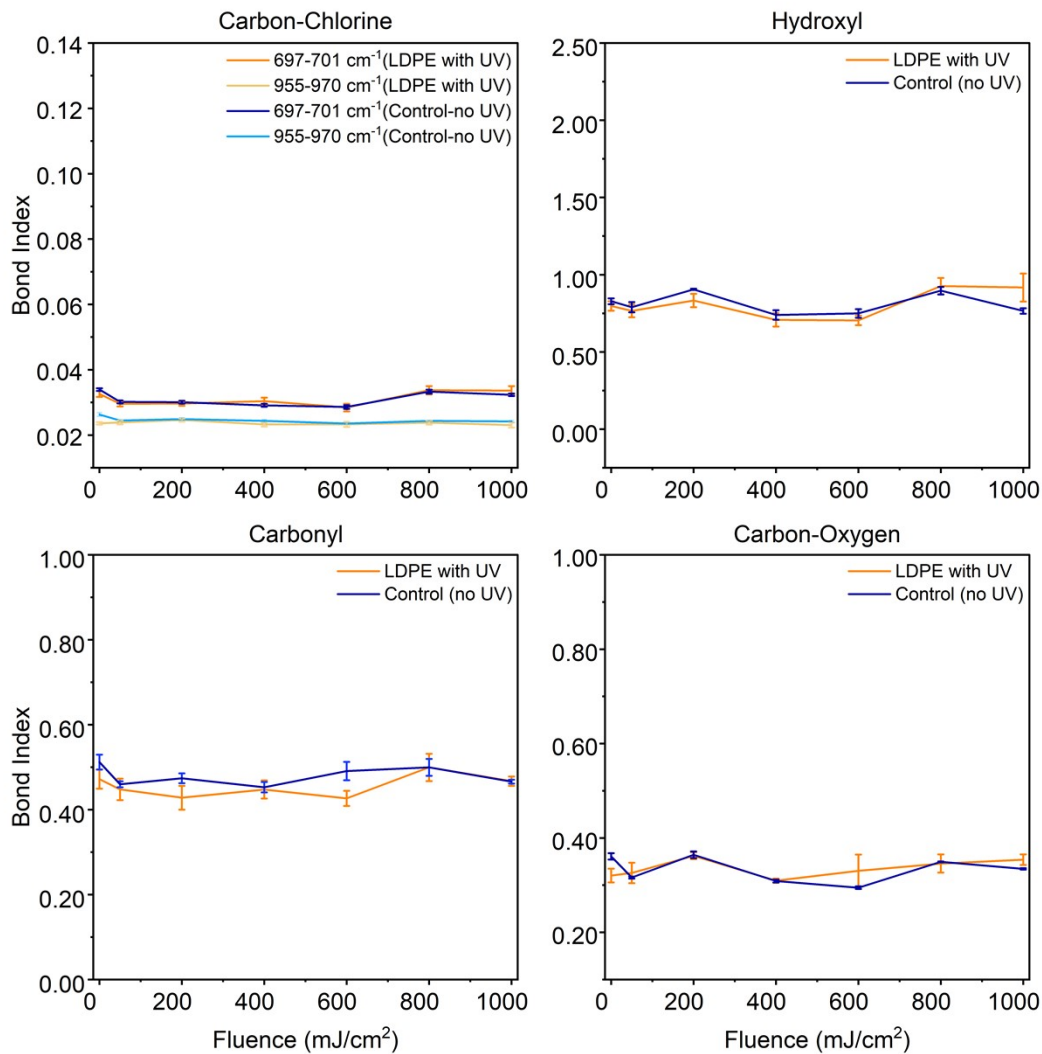 Carbon-Chlorine
0.14
0.12
0.10
0.08
0.06
0.04
0.02
Bond Index
697-701 cm⁻¹(LDPE with UV)
955-970 cm⁻¹(LDPE with UV)
697-701 cm⁻¹(Control-no UV)
955-970 cm⁻¹(Control-no UV)
0 200 400 600 800 1000
Hydroxyl
2.50
2.00
1.50
1.00
0.50
0.00
LDPE with UV
Control (no UV)
0 200 400 600 800 1000
Carbonyl
1.00
0.80
0.60
0.40
0.20
0.00
Bond Index
LDPE with UV
Control (no UV)
0 200 400 600 800 1000
Fluence (mJ/cm²)
Carbon-Oxygen
1.00
0.80
0.60
0.40
0.20
LDPE with UV
Control (no UV)
0 200 400 600 800 1000
Fluence (mJ/cm²)